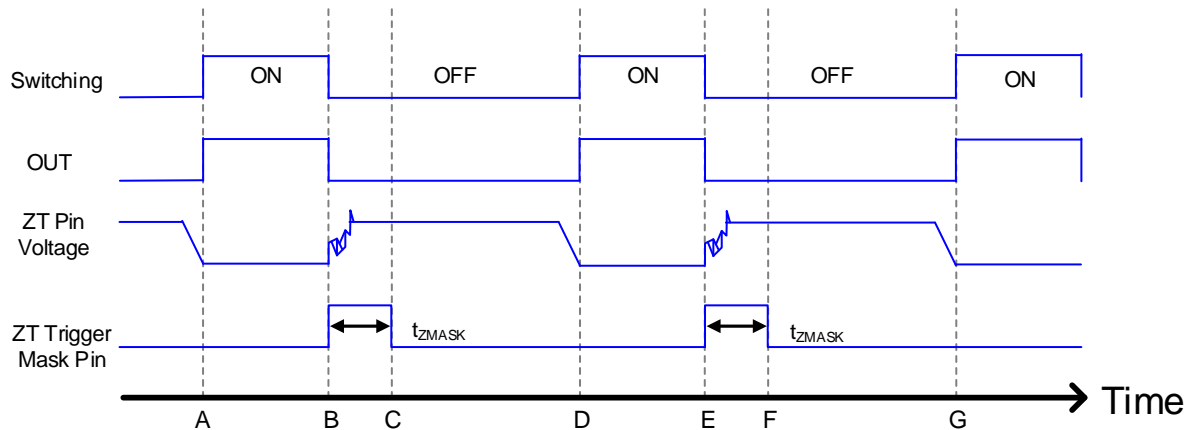 Switching
ON
OFF
ON
OFF
ON
OUT
ZT Pin
Voltage
ZT Trigger
Mask Pin
tZMASK
tZMASK
Time
A
B
C
D
E
F
G